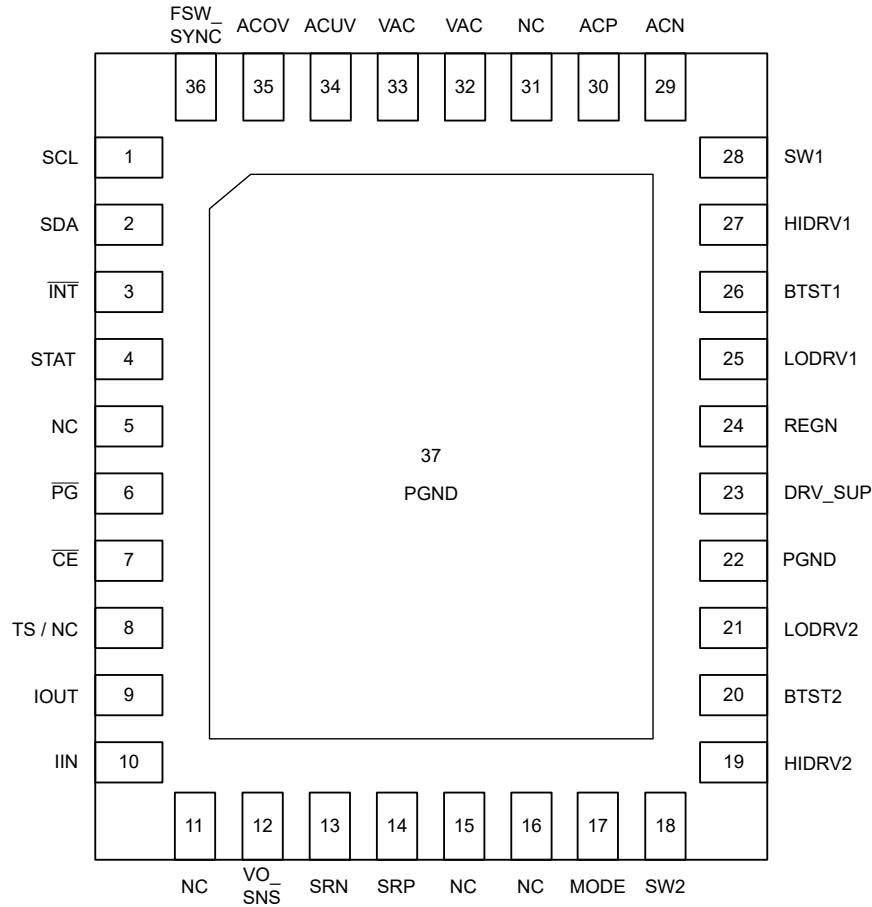 FSW_
SYNC
ACOV
ACUV
VAC
VAC
NC
ACP
ACN
36
35
34
33
32
31
30
29
SCL
1
28
SW1
SDA
2
27
HIDRV1
INT
3
26
BTST1
STAT
4
25
LODRV1
NC
5
24
REGN
37
PGND
PG
6
23
DRV_SUP
CE
7
22
PGND
TS / NC
8
21
LODRV2
IOUT
9
20
BTST2
IIN
10
19
HIDRV2
11
12
13
14
15
16
17
18
NC
VO_
SNS
SRN
SRP
NC
NC
MODE
SW2